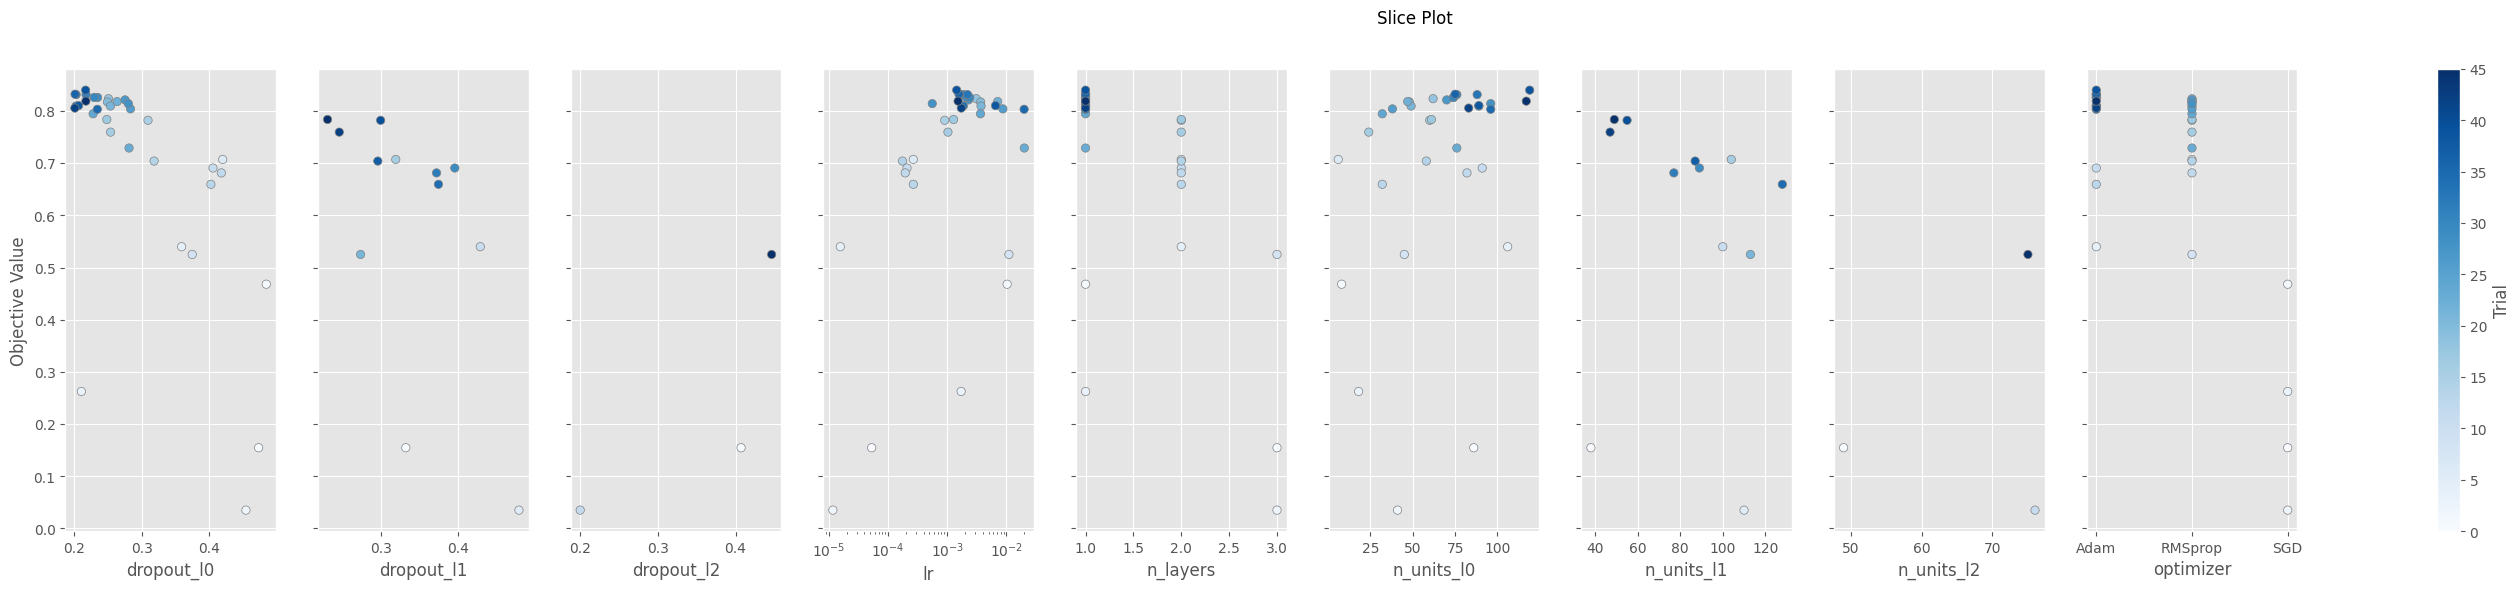 Slice Plot
Objective Value
0.8
0.7
0.6
0.5
0.4
0.3
0.2
0.1
0.0
0.2 0.3 0.4
dropout_l0
0.3 0.4
dropout_l1
0.2 0.3 0.4
dropout_l2
10⁻⁵ 10⁻⁴ 10⁻³ 10⁻²
lr
1.0 1.5 2.0 2.5 3.0
n_layers
25 50 75 100
n_units_l0
40 60 80 100 120
n_units_l1
50 60 70
n_units_l2
Adam RMSprop SGD
optimizer
45
40
35
30
25
20
15
10
5
0
Trial